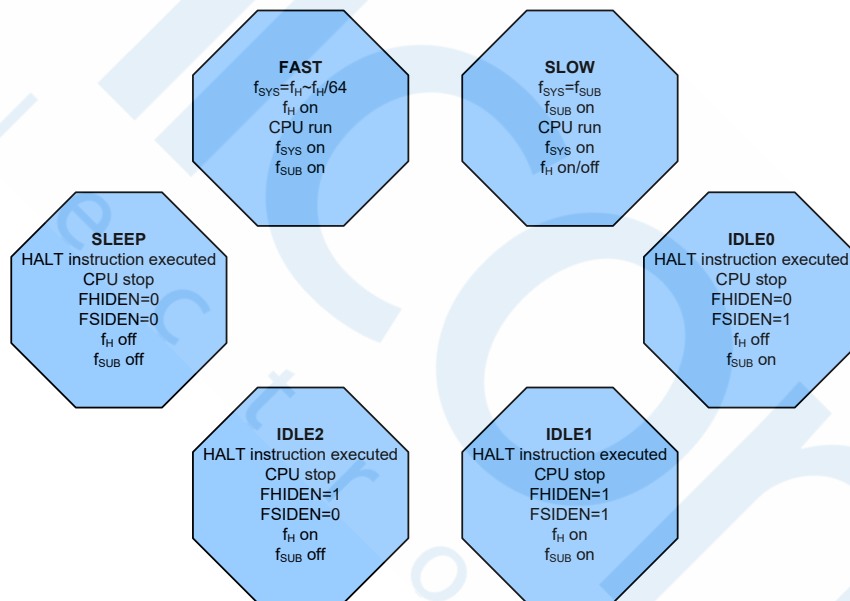 FAST
fSYS=fH~fH/64
fH on
CPU run
fSYS on
fSUB on
SLOW
fSYS=fSUB
fSUB on
CPU run
fSYS on
fH on/off
SLEEP
HALT instruction executed
CPU stop
FHIDEN=0
FSIDEN=0
fH off
fSUB off
IDLE0
HALT instruction executed
CPU stop
FHIDEN=0
FSIDEN=1
fH off
fSUB on
IDLE2
HALT instruction executed
CPU stop
FHIDEN=1
FSIDEN=0
fH on
fSUB off
IDLE1
HALT instruction executed
CPU stop
FHIDEN=1
FSIDEN=1
fH on
fSUB on